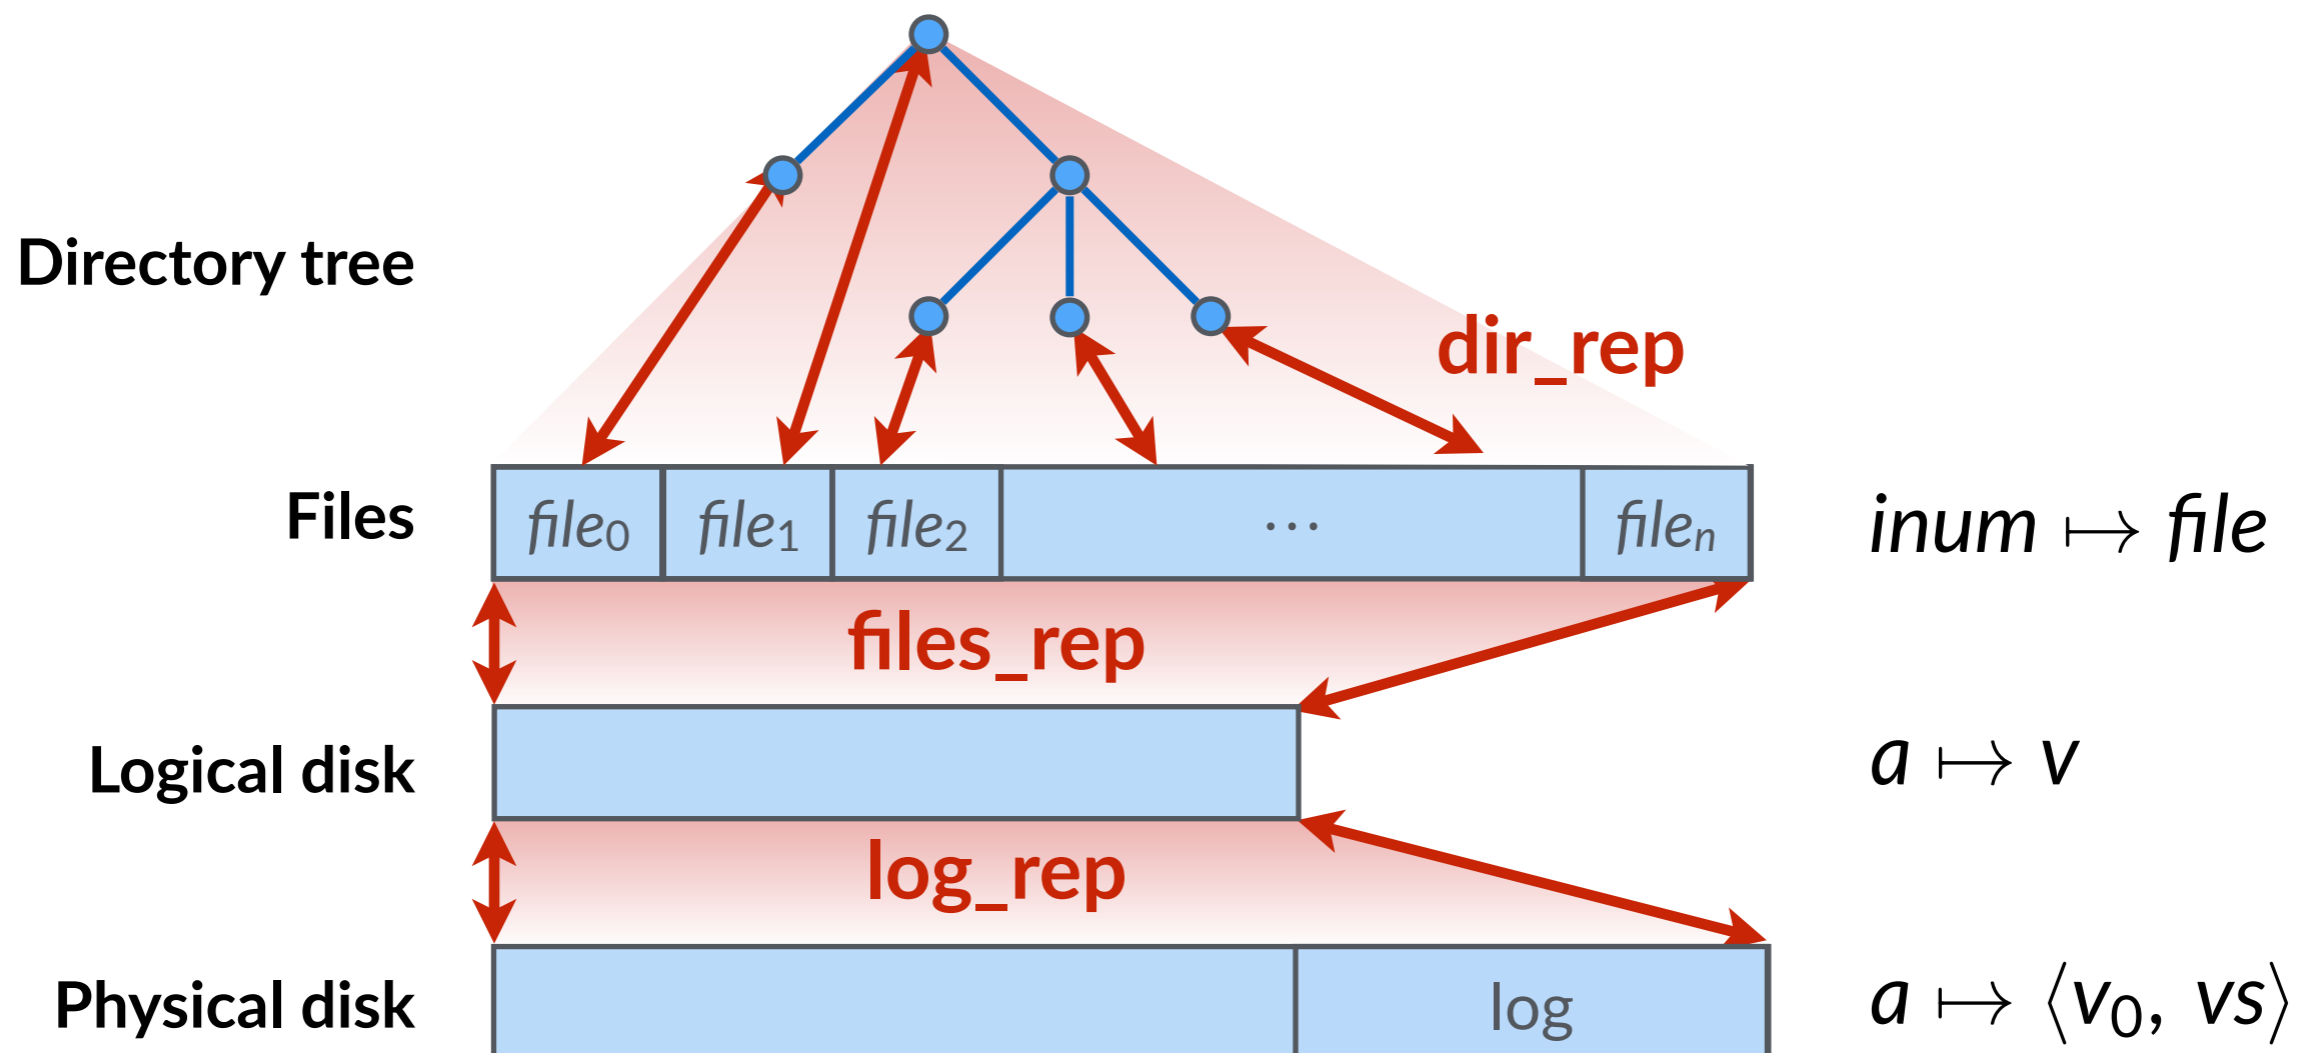 Directory tree
dir_rep
Files
file₀ file₁ file₂ ⋯ fileₙ
inum ↦ file
files_rep
Logical disk
a ↦ v
log_rep
Physical disk
log
a ↦ ⟨v₀, vs⟩